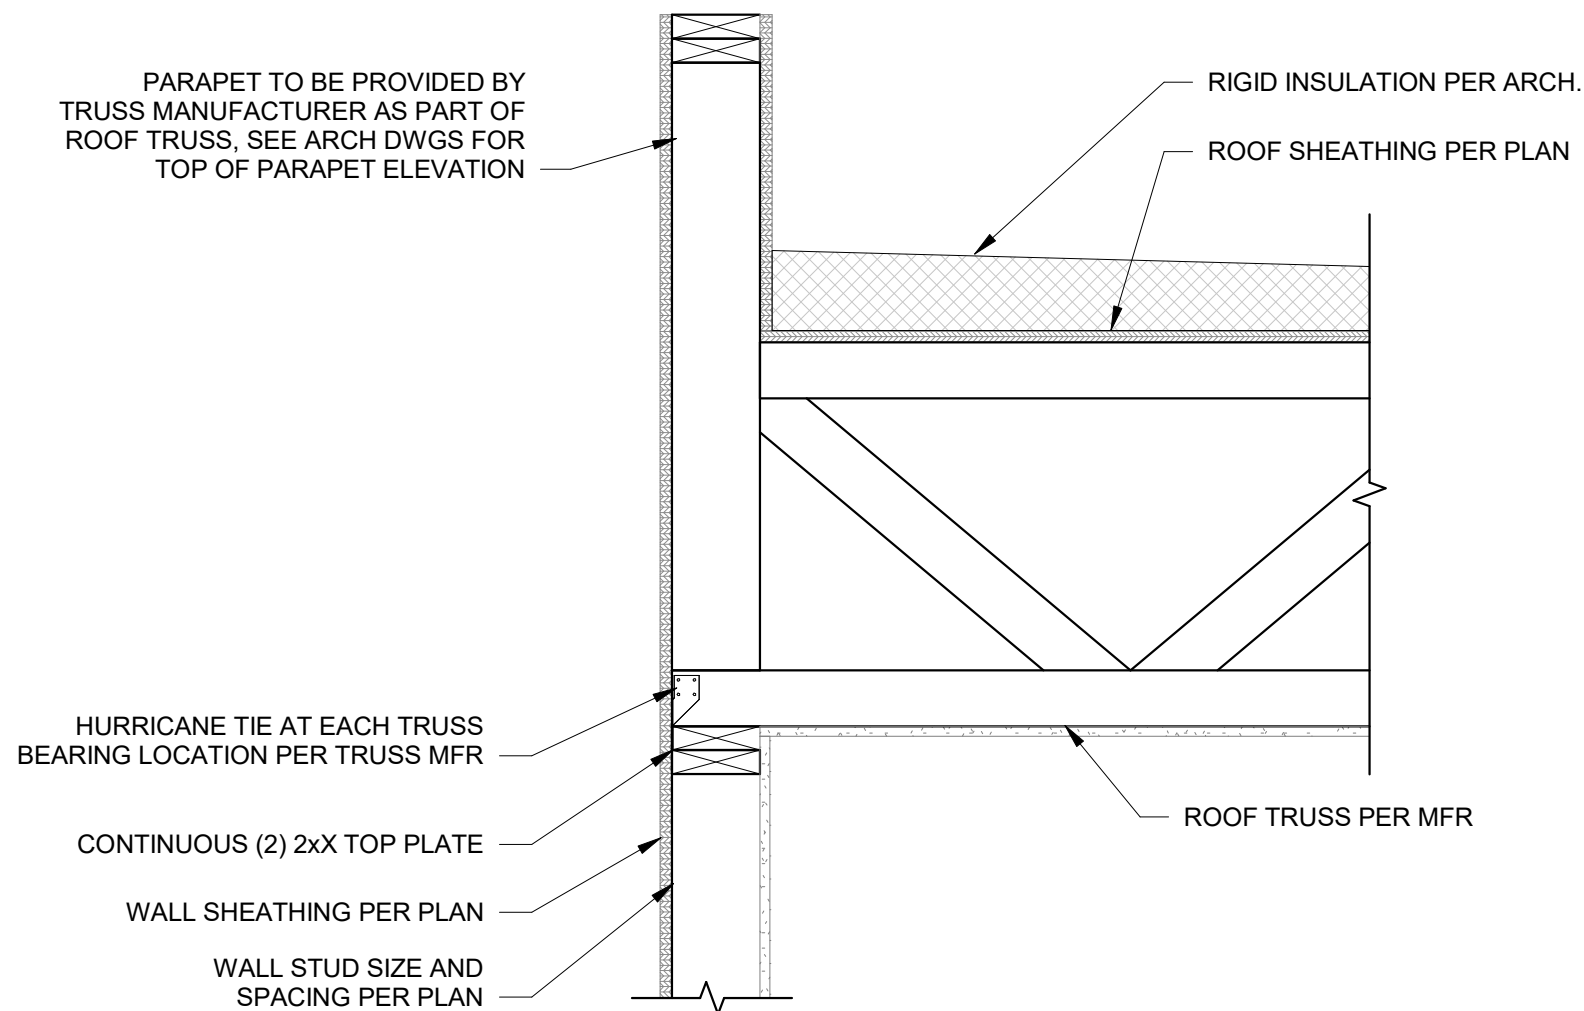 PARAPET TO BE PROVIDED BY
TRUSS MANUFACTURER AS PART OF
ROOF TRUSS, SEE ARCH DWGS FOR
TOP OF PARAPET ELEVATION
RIGID INSULATION PER ARCH.
ROOF SHEATHING PER PLAN
HURRICANE TIE AT EACH TRUSS
BEARING LOCATION PER TRUSS MFR
CONTINUOUS (2) 2xX TOP PLATE
WALL SHEATHING PER PLAN
WALL STUD SIZE AND
SPACING PER PLAN
ROOF TRUSS PER MFR